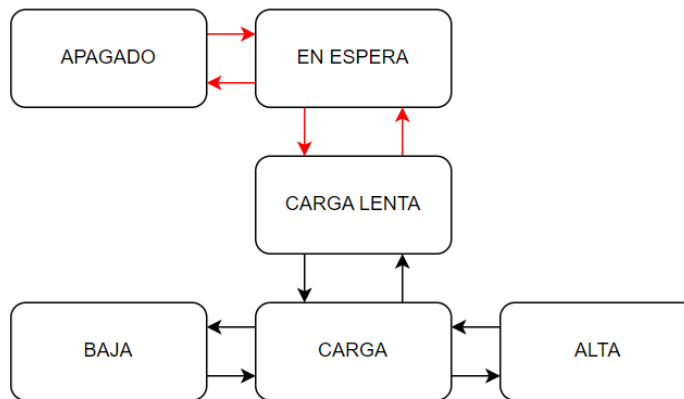 APAGADO
EN ESPERA
CARGA LENTA
BAJA
CARGA
ALTA